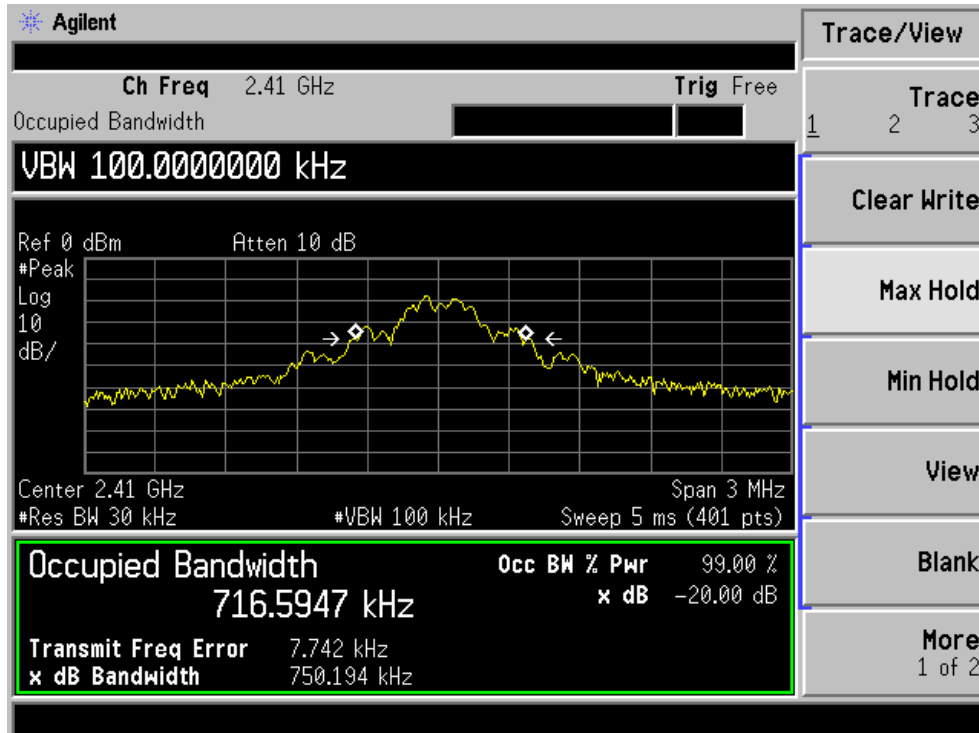 Agilent
Trace/View
Ch Freq 2.41 GHz Trig Free
Occupied Bandwidth
VBW 100.0000000 kHz
Ref 0 dBm Atten 10 dB
#Peak
Log
10
dB/
Center 2.41 GHz Span 3 MHz
#Res BW 30 kHz #VBW 100 kHz Sweep 5 ms (401 pts)
Occupied Bandwidth
716.5947 kHz
Occ BW % Pwr 99.00 %
x dB -20.00 dB
Transmit Freq Error 7.742 kHz
x dB Bandwidth 750.194 kHz
Trace
1 2 3
Clear Write
Max Hold
Min Hold
View
Blank
More
1 of 2